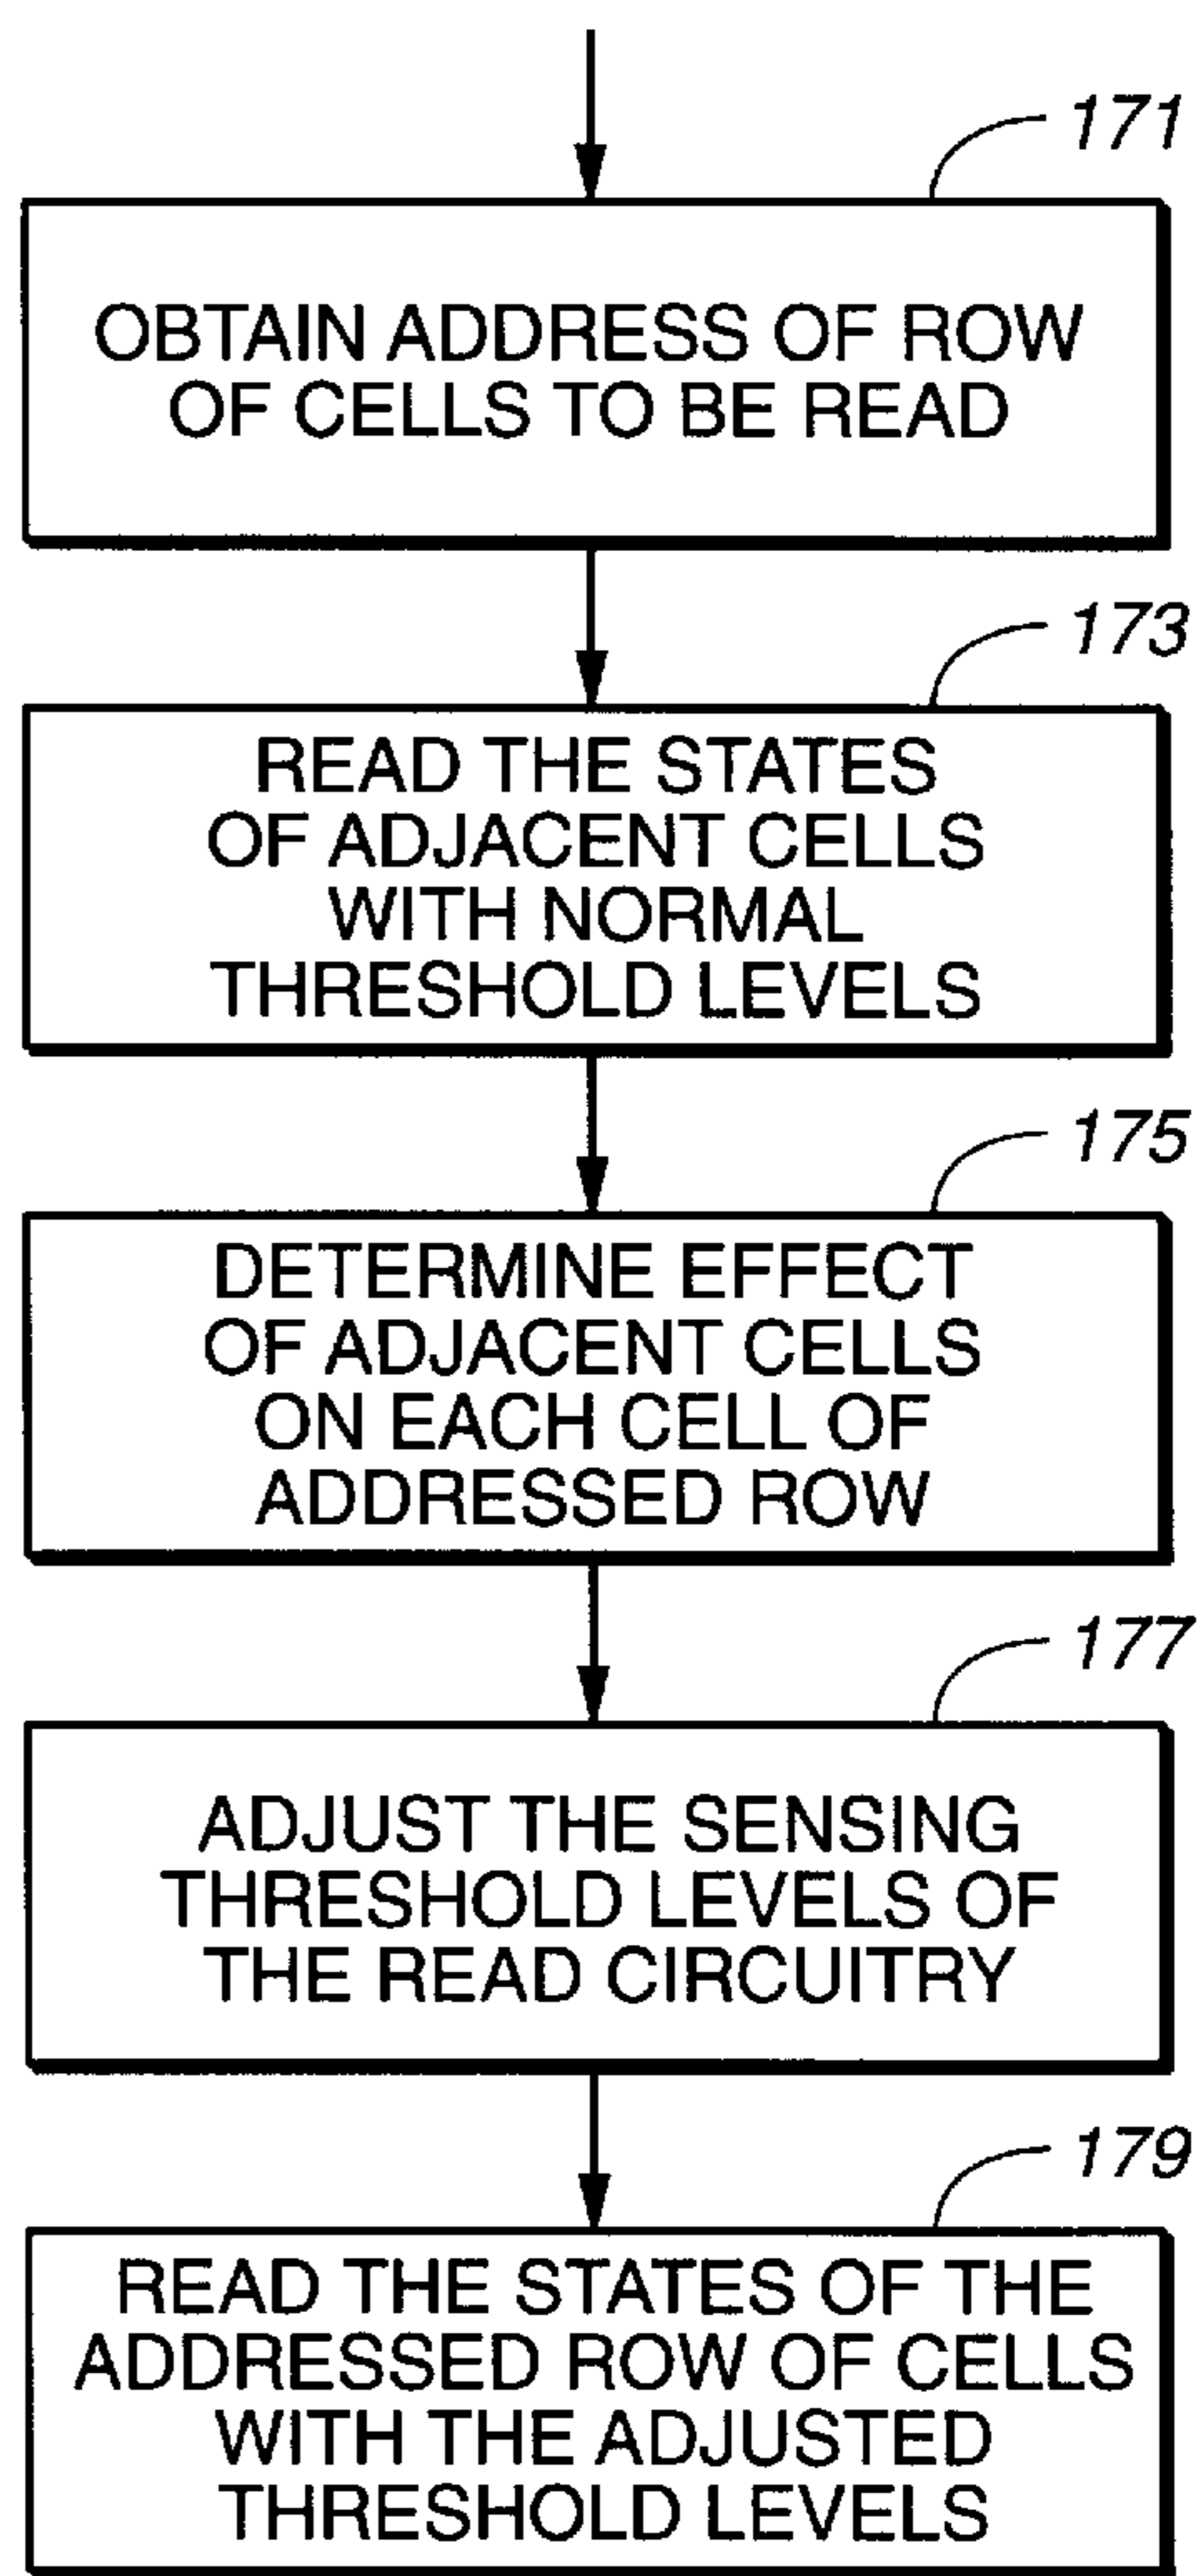 171
OBTAIN ADDRESS OF ROW
OF CELLS TO BE READ
173
READ THE STATES
OF ADJACENT CELLS
WITH NORMAL
THRESHOLD LEVELS
175
DETERMINE EFFECT
OF ADJACENT CELLS
ON EACH CELL OF
ADDRESSED ROW
177
ADJUST THE SENSING
THRESHOLD LEVELS OF
THE READ CIRCUITRY
179
READ THE STATES OF THE
ADDRESSED ROW OF CELLS
WITH THE ADJUSTED
THRESHOLD LEVELS